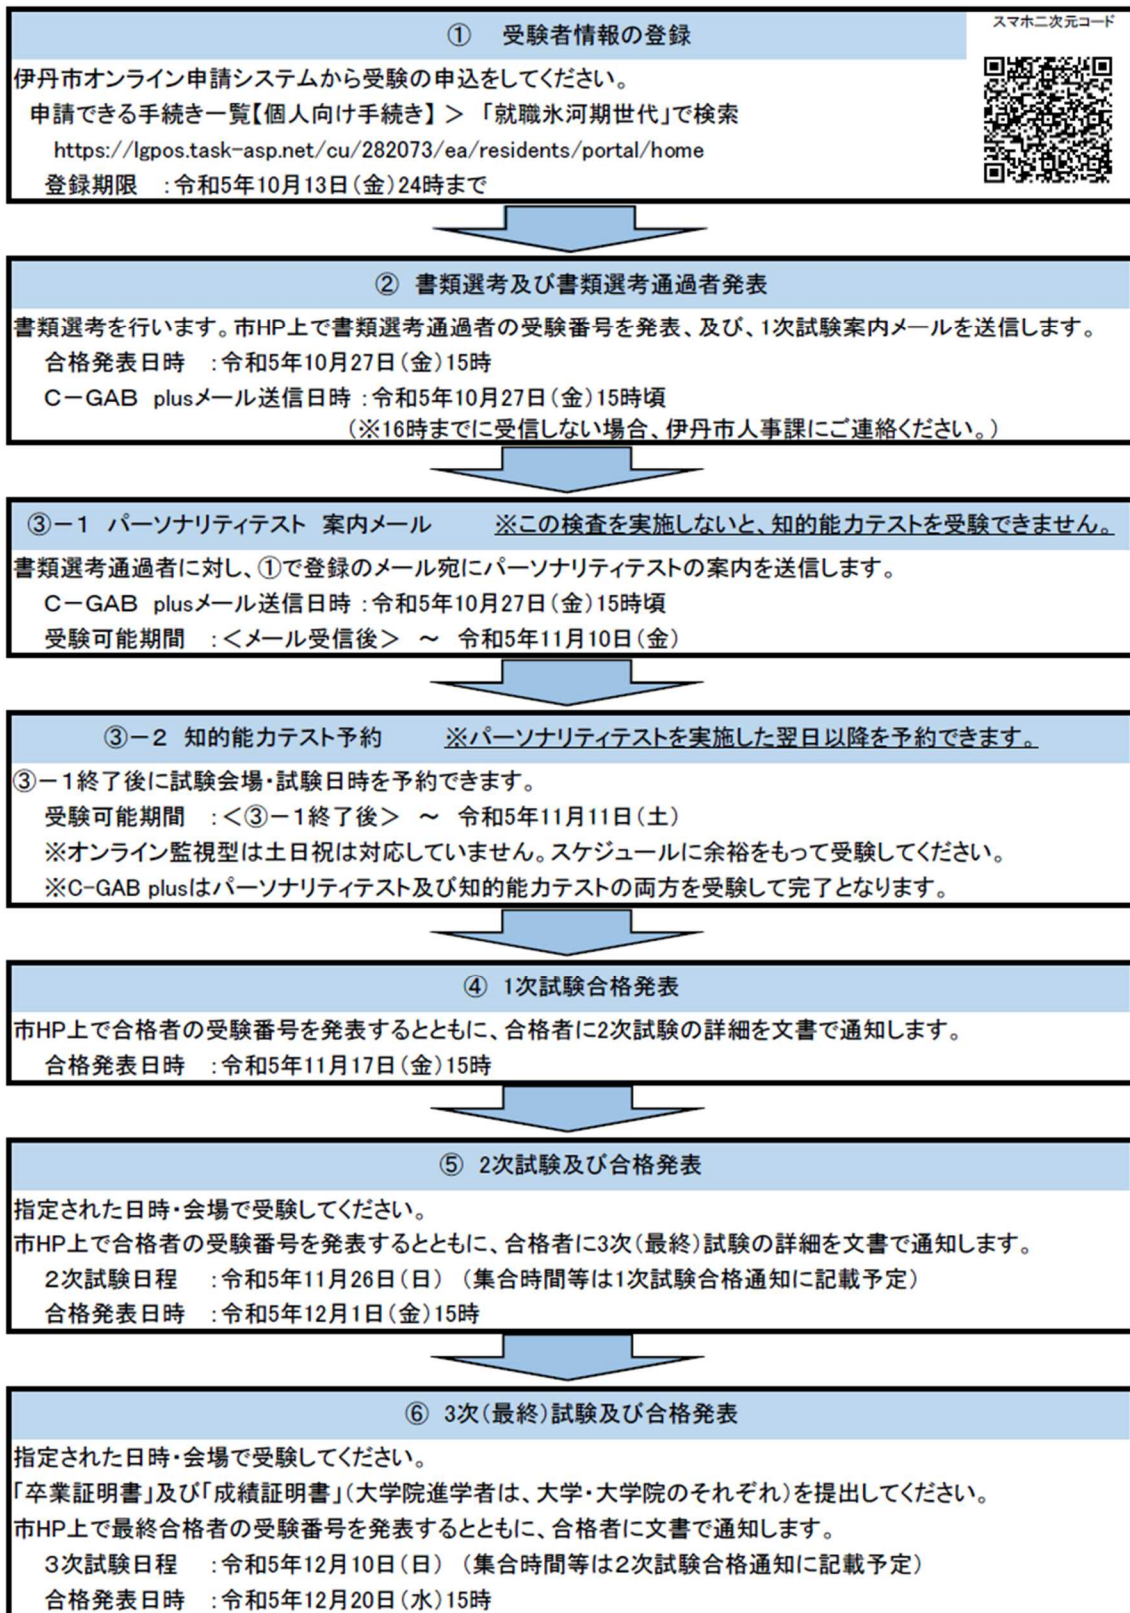 ① 受験者情報の登録
スマホ二次元コード
伊丹市オンライン申請システムから受験の申込をしてください。
申請できる手続き一覧【個人向け手続き】 ＞ 「就職氷河期世代」で検索
https://lgpos.task-asp.net/cu/282073/ea/residents/portal/home
登録期限 ：令和5年10月13日（金）24時まで
② 書類選考及び書類選考通過者発表
書類選考を行います。市HP上で書類選考通過者の受験番号を発表、及び、1次試験案内メールを送信します。
合格発表日時 ：令和5年10月27日（金）15時
C－GAB plusメール送信日時：令和5年10月27日（金）15時頃
（※16時までに受信しない場合、伊丹市人事課にご連絡ください。）
③－1 パーソナリティテスト 案内メール ※この検査を実施しないと、知的能力テストを受験できません。
書類選考通過者に対し、①で登録のメール宛にパーソナリティテストの案内を送信します。
C－GAB plusメール送信日時：令和5年10月27日（金）15時頃
受験可能期間 ：＜メール受信後＞ ～ 令和5年11月10日（金）
③－2 知的能力テスト予約 ※パーソナリティテストを実施した翌日以降を予約できます。
③－1終了後に試験会場・試験日時を予約できます。
受験可能期間 ：＜③－1終了後＞ ～ 令和5年11月11日（土）
※オンライン監視型は土日祝は対応していません。スケジュールに余裕をもって受験してください。
※C-GAB plusはパーソナリティテスト及び知的能力テストの両方を受験して完了となります。
④ 1次試験合格発表
市HP上で合格者の受験番号を発表するとともに、合格者に2次試験の詳細を文書で通知します。
合格発表日時 ：令和5年11月17日（金）15時
⑤ 2次試験及び合格発表
指定された日時・会場で受験してください。
市HP上で合格者の受験番号を発表するとともに、合格者に3次（最終）試験の詳細を文書で通知します。
2次試験日程 ：令和5年11月26日（日） （集合時間等は1次試験合格通知に記載予定）
合格発表日時 ：令和5年12月1日（金）15時
⑥ 3次（最終）試験及び合格発表
指定された日時・会場で受験してください。
「卒業証明書」及び「成績証明書」（大学院進学者は、大学・大学院のそれぞれ）を提出してください。
市HP上で最終合格者の受験番号を発表するとともに、合格者に文書で通知します。
3次試験日程 ：令和5年12月10日（日） （集合時間等は2次試験合格通知に記載予定）
合格発表日時 ：令和5年12月20日（水）15時